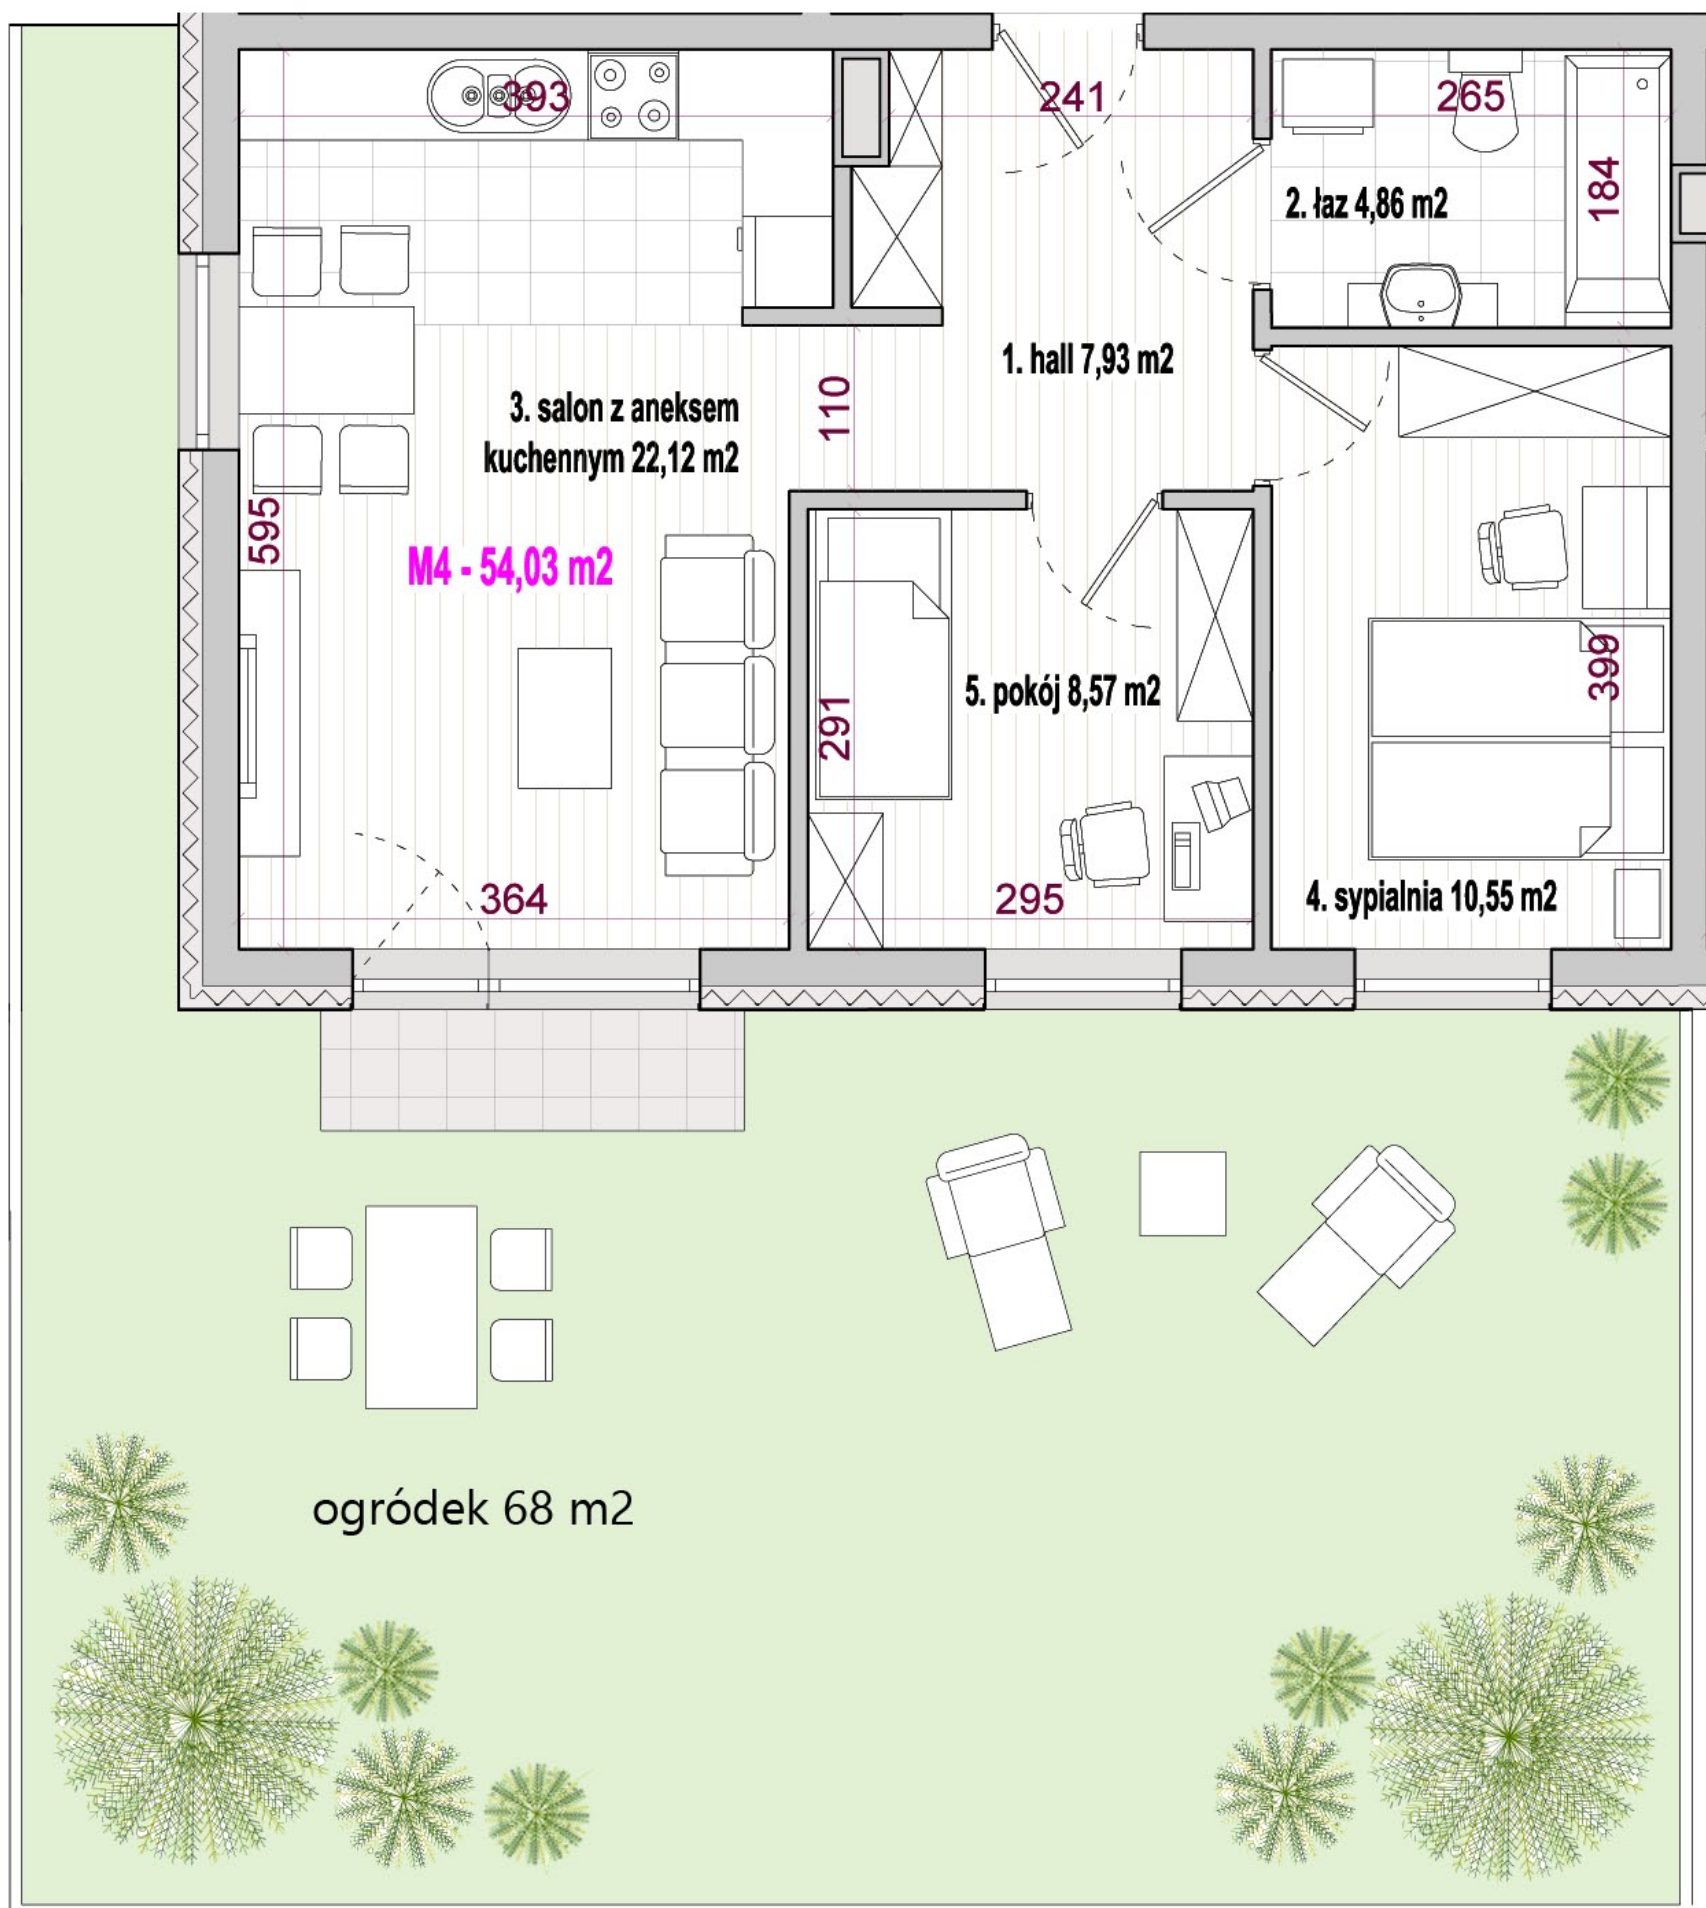 393
241
265
184
2. łaz 4,86 m2
1. hall 7,93 m2
110
3. salon z aneksem
kuchennym 22,12 m2
595
M4 - 54,03 m2
399
5. pokój 8,57 m2
291
364
295
4. sypialnia 10,55 m2
ogródek 68 m2